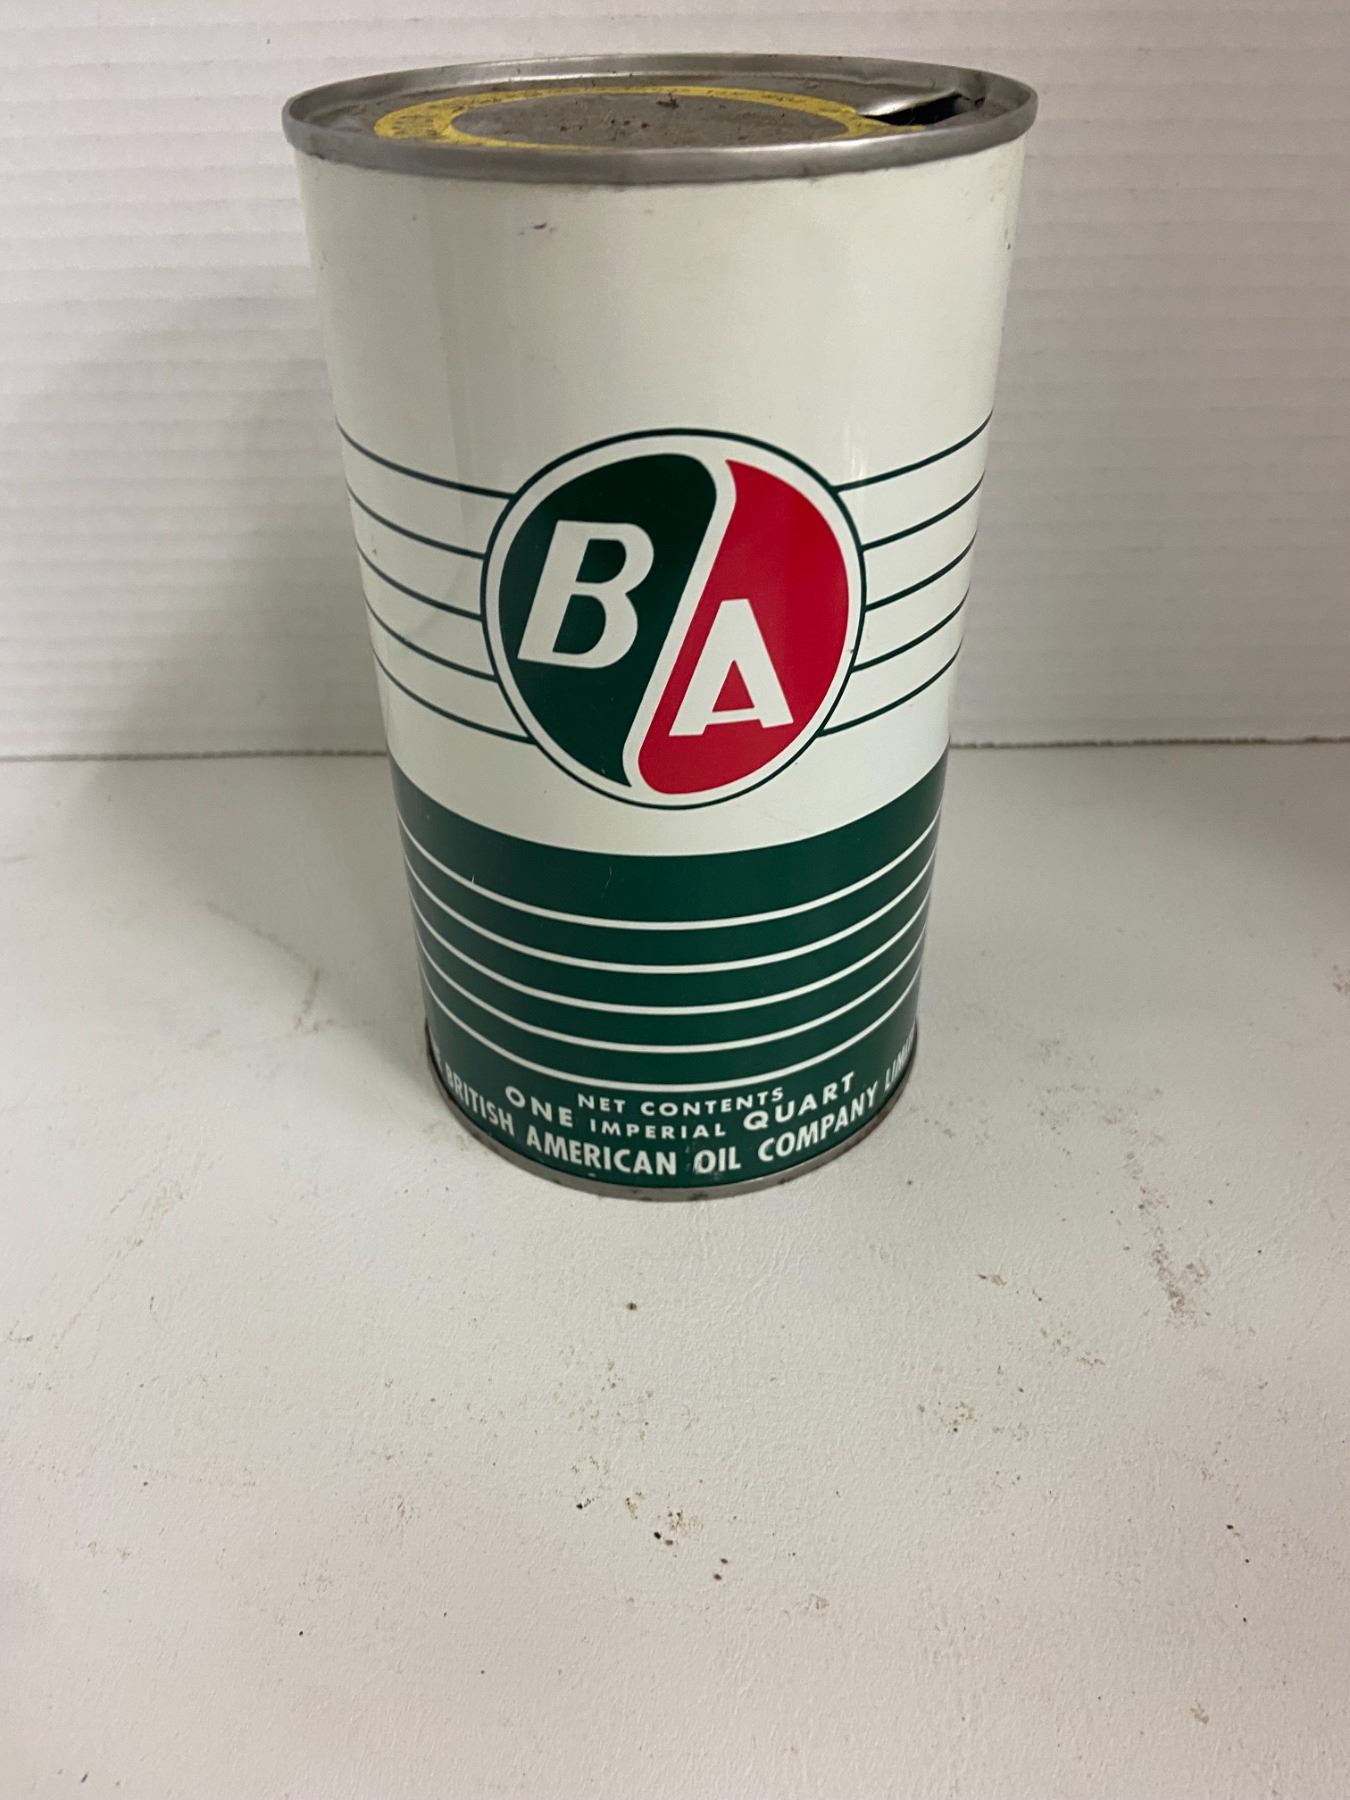 B
A
NET CONTENTS
ONE IMPERIAL QUART
BRITISH AMERICAN OIL COMPANY